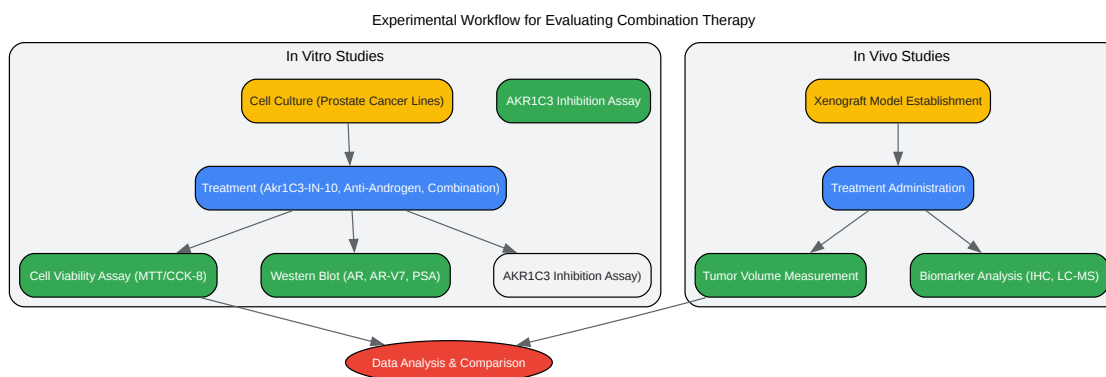 Experimental Workflow for Evaluating Combination Therapy
In Vitro Studies
In Vivo Studies
Cell Culture (Prostate Cancer Lines)
AKR1C3 Inhibition Assay
Xenograft Model Establishment
Treatment (Akr1C3-IN-10, Anti-Androgen, Combination)
Treatment Administration
Cell Viability Assay (MTT/CCK-8)
Western Blot (AR, AR-V7, PSA)
AKR1C3 Inhibition Assay)
Tumor Volume Measurement
Biomarker Analysis (IHC, LC-MS)
Data Analysis & Comparison